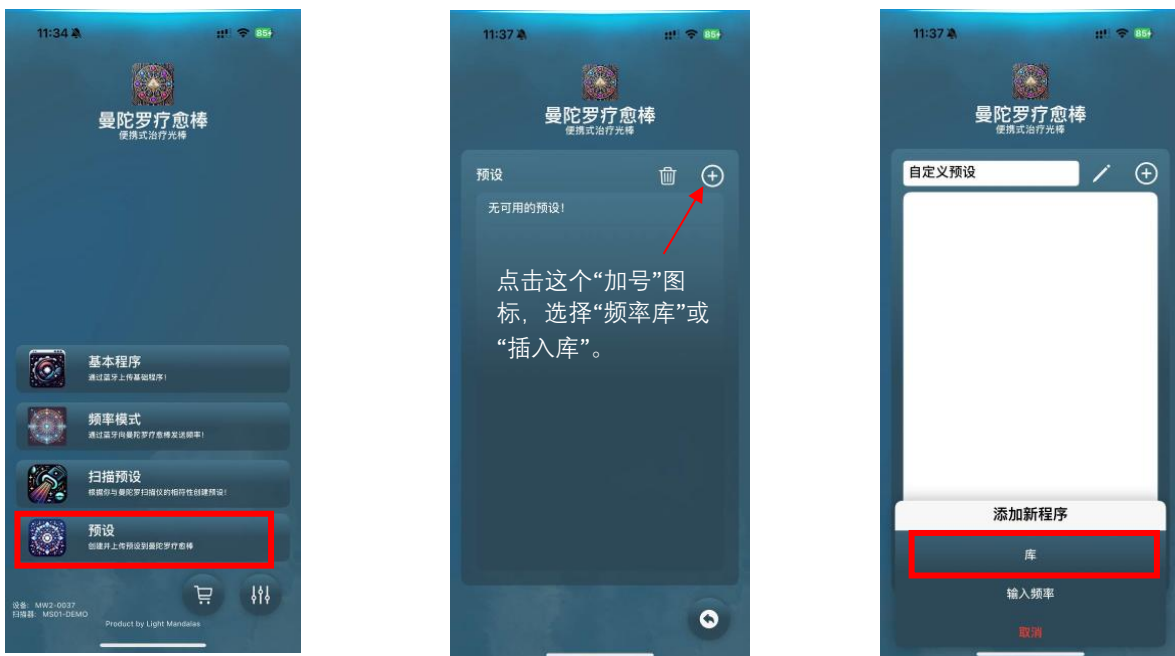 11:34
85
曼陀罗疗愈棒
便携式治疗光棒
基本程序
通过蓝牙上传基础程序!
频率模式
通过蓝牙向曼陀罗疗愈棒发送频率!
扫描预设
根据你与曼陀罗扫描仪的相符性创建预设!
预设
创建并上传预设到曼陀罗疗愈棒
设备: MW2-0037
扫描器: MS01-DEMO
Product by Light Mandalas
11:37
85
曼陀罗疗愈棒
便携式治疗光棒
预设
无可用的预设!
点击这个“加号”图
标，选择“频率库”或
“插入库”。
11:37
85
曼陀罗疗愈棒
便携式治疗光棒
自定义预设
添加新程序
库
输入频率
取消